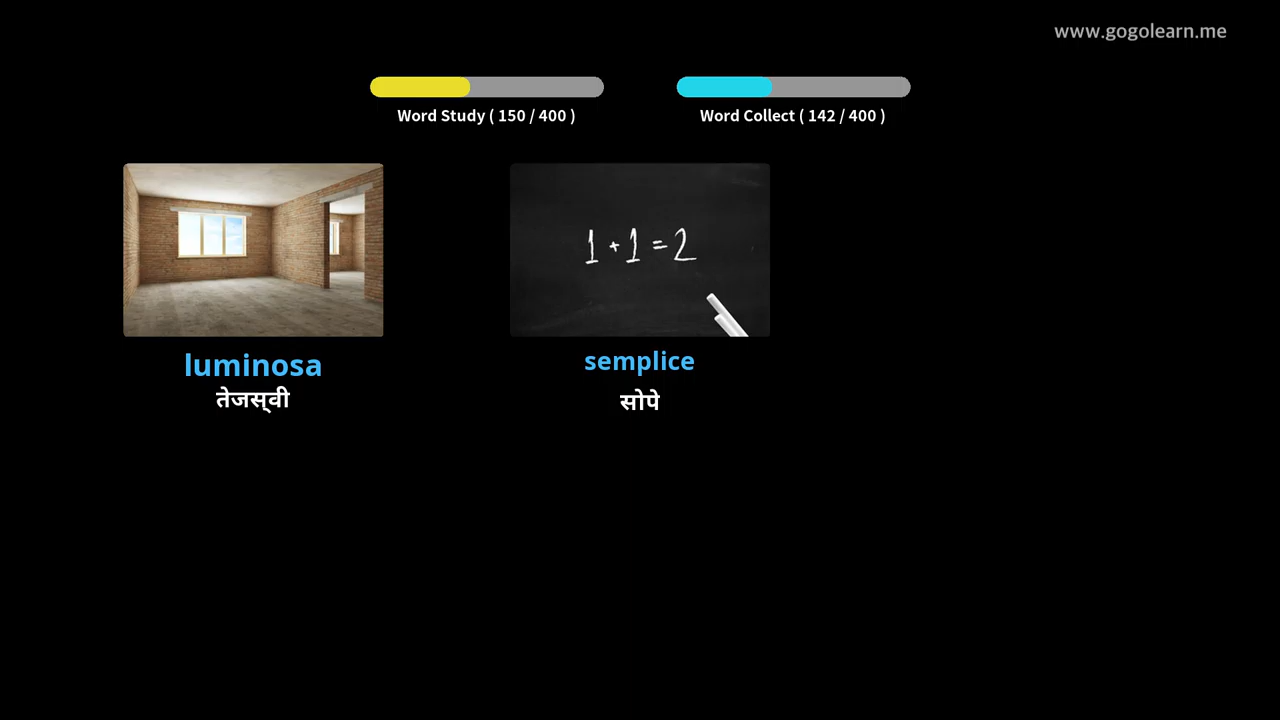 www.gogolearn.me
Word Study ( 150 / 400 )
Word Collect ( 142 / 400 )
1 + 1 = 2
luminosa
semplice
तेजस्‌वी
सोपे